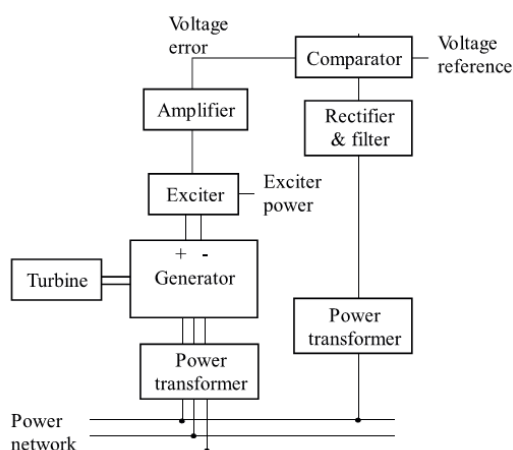 Voltage
error
Comparator
Voltage
reference
Amplifier
Rectifier
& filter
Exciter
Exciter
power
+ -
Generator
Turbine
Power
transformer
Power
transformer
Power
network